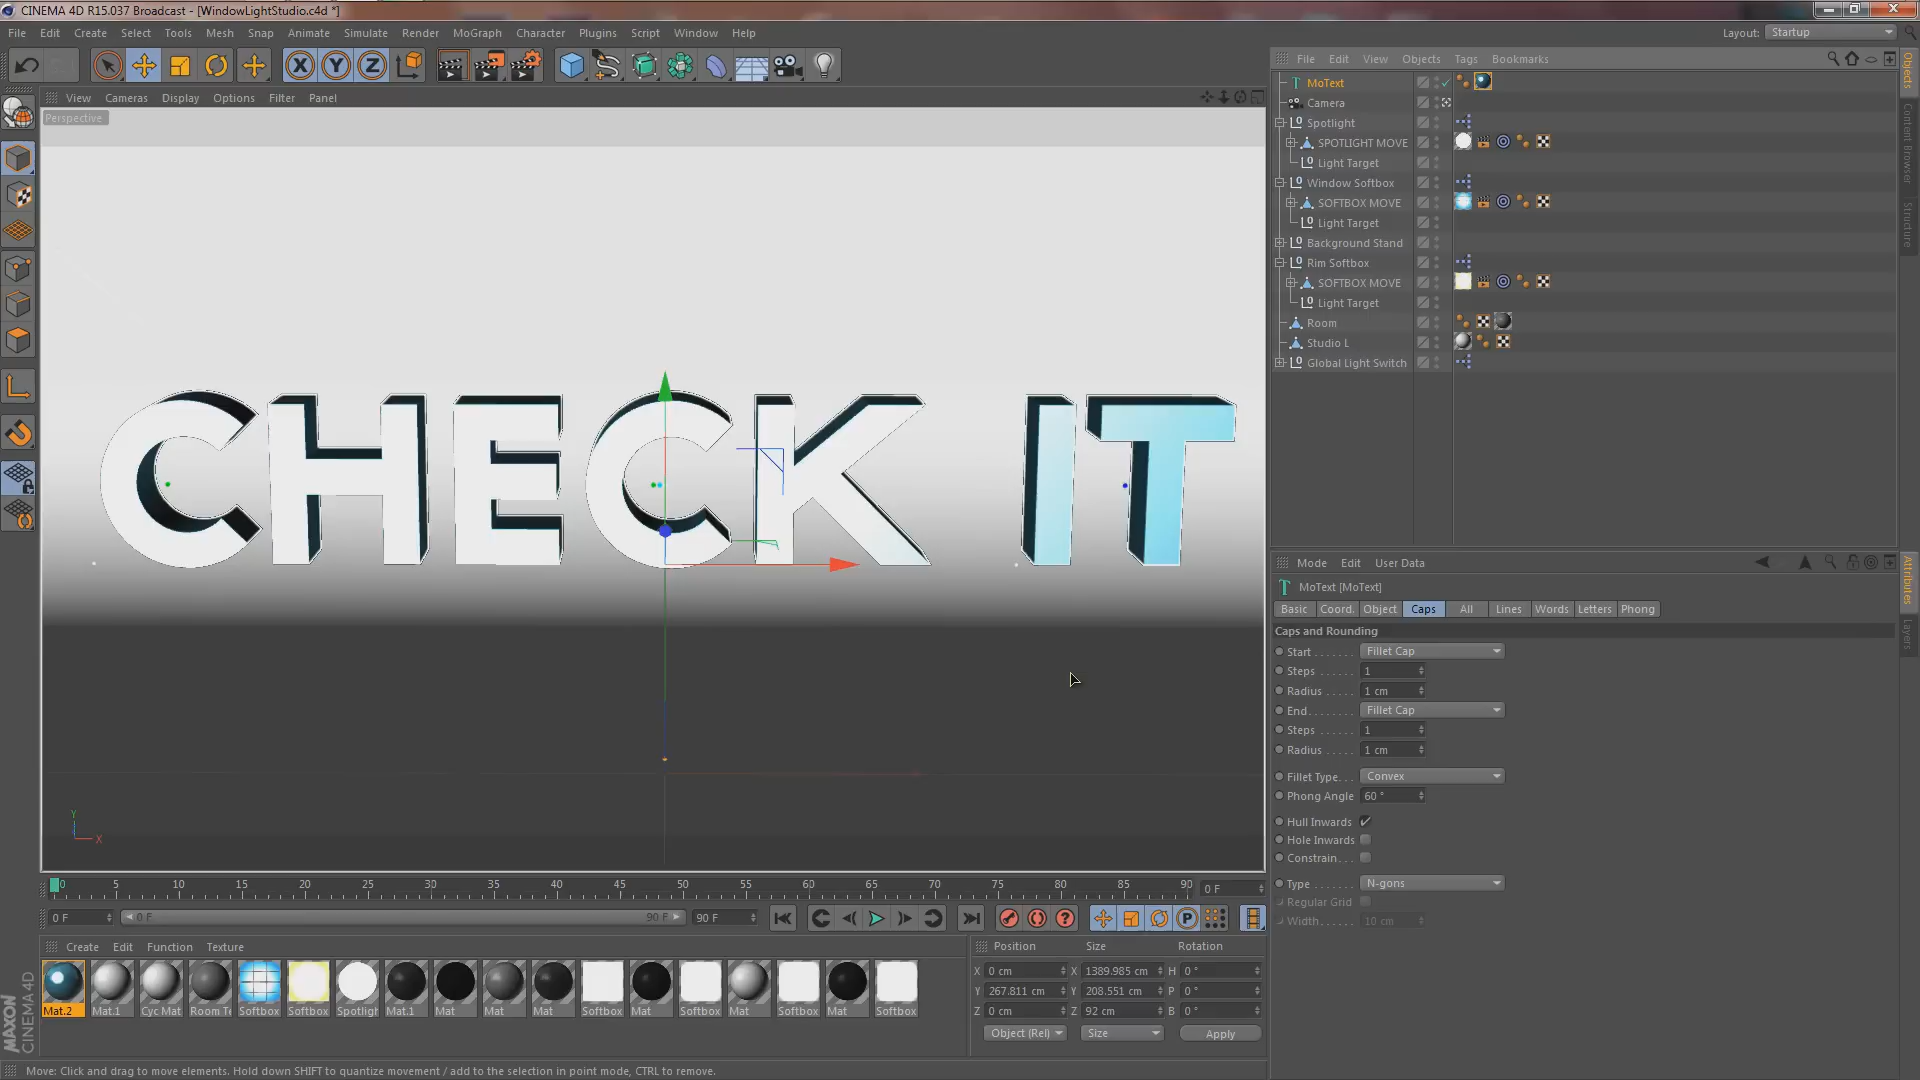 CINEMA 4D R15.037 Broadcast - [WindowLightStudio.c4d *]
File Edit Create Select Tools Mesh Snap Animate Simulate Render MoGraph Character Plugins Script Window Help
Layout: Startup
View Cameras Display Options Filter Panel
Perspective
CHECK IT
Y
X
File Edit View Objects Tags Bookmarks
MoText
Camera
Spotlight
SPOTLIGHT MOVE
Light Target
Window Softbox
SOFTBOX MOVE
Light Target
Background Stand
Rim Softbox
SOFTBOX MOVE
Light Target
Room
Studio L
Global Light Switch
Objects
Content Browser
Structure
Mode Edit User Data
MoText [MoText]
Basic Coord. Object Caps All Lines Words Letters Phong
Caps and Rounding
Start . . . . . . . Fillet Cap
Steps . . . . . . 1
Radius . . . . . 1 cm
End. . . . . . . . Fillet Cap
Steps . . . . . . 1
Radius . . . . . 1 cm
Fillet Type. . . Convex
Phong Angle 60 °
Hull Inwards
Hole Inwards
Constrain. . .
Type . . . . . . . N-gons
Regular Grid
Width. . . . . . 10 cm
Attributes
Layers
0 5 10 15 20 25 30 35 40 45 50 55 60 65 70 75 80 85 90 0 F
0 F 0 F 90 F 90 F
Create Edit Function Texture
Mat.2 Mat.1 Cyc Mat Room Te Softbox Softbox Spotligh Mat.1 Mat Mat Mat Softbox Mat Softbox Mat Softbox Mat Softbox
Position Size Rotation
X 0 cm X 1389.985 cm H 0 °
Y 267.811 cm Y 208.551 cm P 0 °
Z 0 cm Z 92 cm B 0 °
Object (Rel) Size Apply
MAXON CINEMA 4D
Move: Click and drag to move elements. Hold down SHIFT to quantize movement / add to the selection in point mode, CTRL to remove.